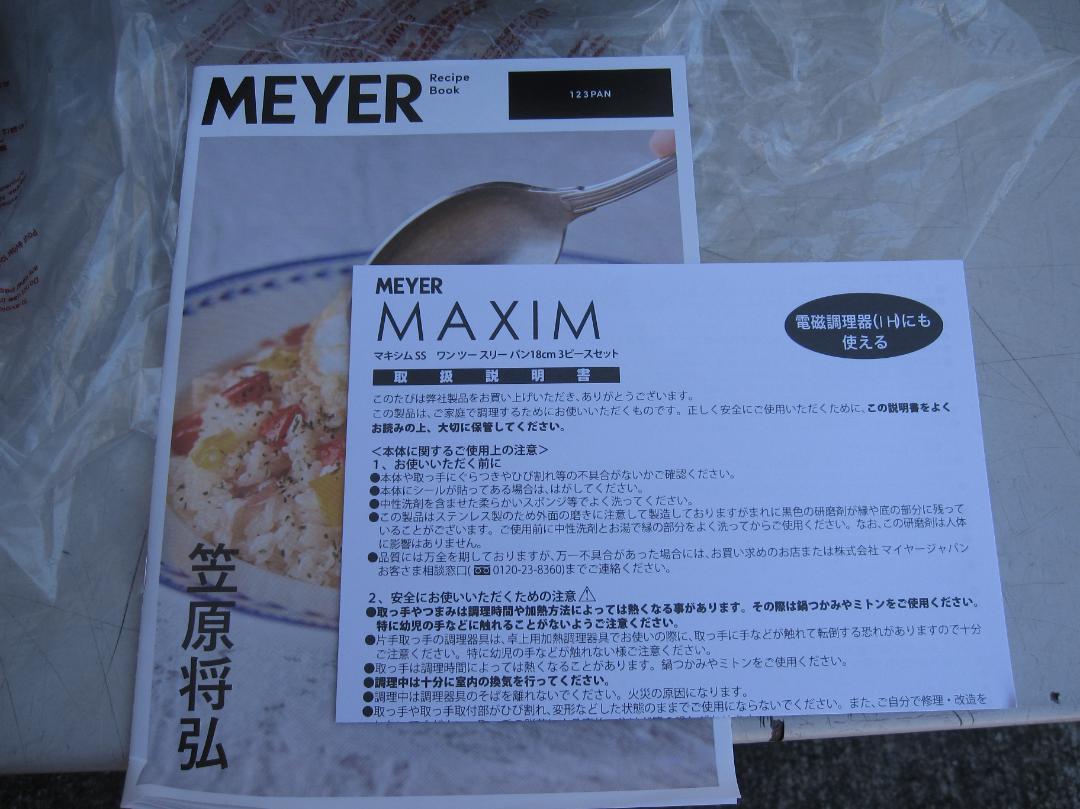 MEYER
Recipe
Book
123PAN
MEYER
MAXIM
マキシムSS ワン ツー スリー パン18cm 3ピースセット
取扱説明書
電磁調理器(IH)にも
使える
このたびは弊社製品をお買い上げいただき、ありがとうございます。
この製品は、ご家庭で調理するためにお使いいただくものです。正しく安全にご使用いただくために、この説明書をよく
お読みの上、大切に保管してください。
＜本体に関するご使用上の注意＞
1、お使いいただく前に
●本体や取っ手にぐらつきやひび割れ等の不具合がないかご確認ください。
●本体にシールが貼ってある場合は、はがしてください。
●中性洗剤を含ませた柔らかいスポンジ等でよく洗ってください。
●この製品はステンレス製のため外面の磨きに注意して製造しておりますがまれに黒色の研磨剤が縁や底の部分に残って
いることがございます。ご使用前に中性洗剤とお湯で縁の部分をよく洗ってからご使用ください。なお、この研磨剤は人体
に影響はありません。
●品質には万全を期しておりますが、万一不具合があった場合には、お買い求めのお店または株式会社 マイヤージャパン
お客さま相談窓口(0120-23-8360)までご連絡ください。
2、安全にお使いいただくための注意
●取っ手やつまみは調理時間や加熱方法によっては熱くなる事があります。その際は鍋つかみやミトンをご使用ください。
特に幼児の手などに触れることがないようご注意ください。
●片手取っ手の調理器具は、卓上用加熱調理器具でお使いの際に、取っ手に手などが触れて転倒する恐れがありますので十分
ご注意ください。特に幼児の手などが触れない様ご注意ください。
●取っ手は調理時間によっては熱くなることがあります。鍋つかみやミトンをご使用ください。
●調理中は十分に室内の換気を行ってください。
●調理中は調理器具のそばを離れないでください。火災の原因になります。
●取っ手や取っ手取付部がひび割れ、変形などした状態のままでご使用にならないでください。また、ご自分で修理・改造を
笠原将弘